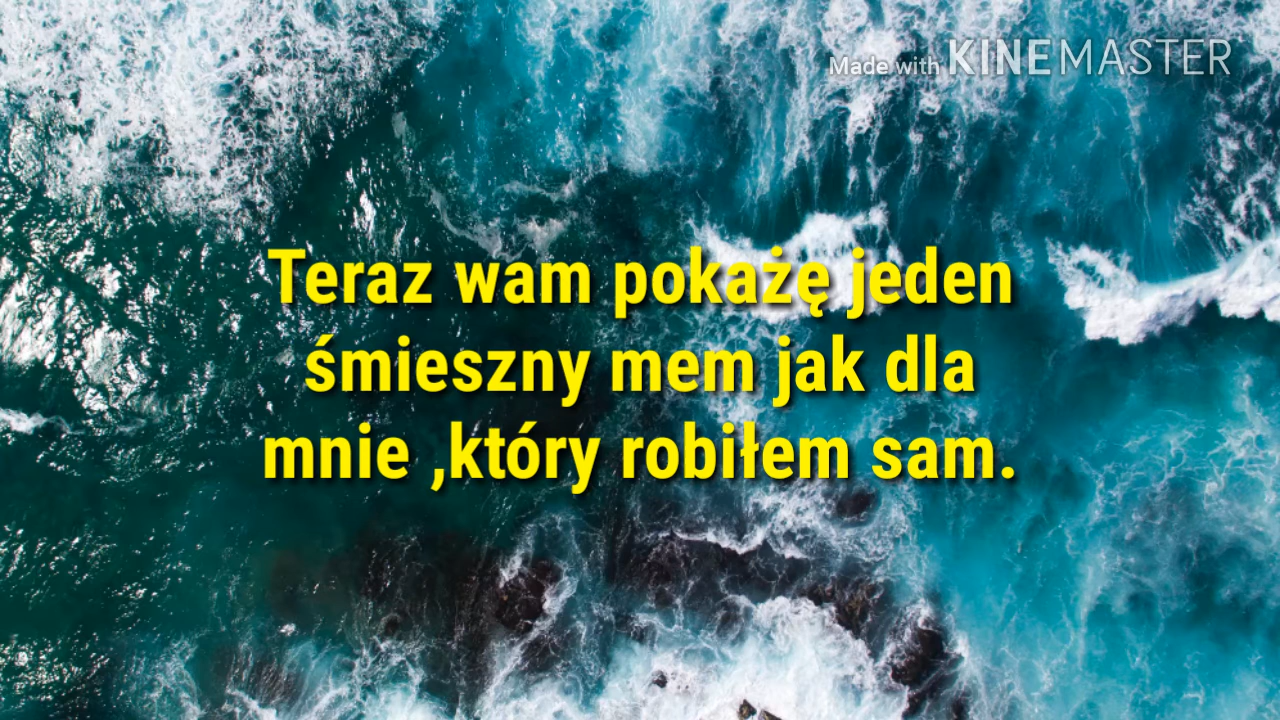 Made with KINEMASTER
Teraz wam pokażę jeden
śmieszny mem jak dla
mnie ,który robiłem sam.